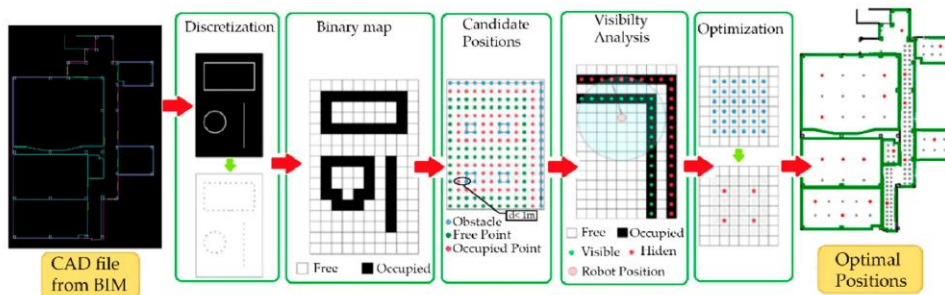 Discretization
Binary map
Candidate
Positions
Visibilty
Analysis
Optimization
d<1m
Obstacle
Free Point
Occupied Point
Free
Occupied
Free
Occupied
Visible
Hiden
Robot Position
CAD file
from BIM
Optimal
Positions